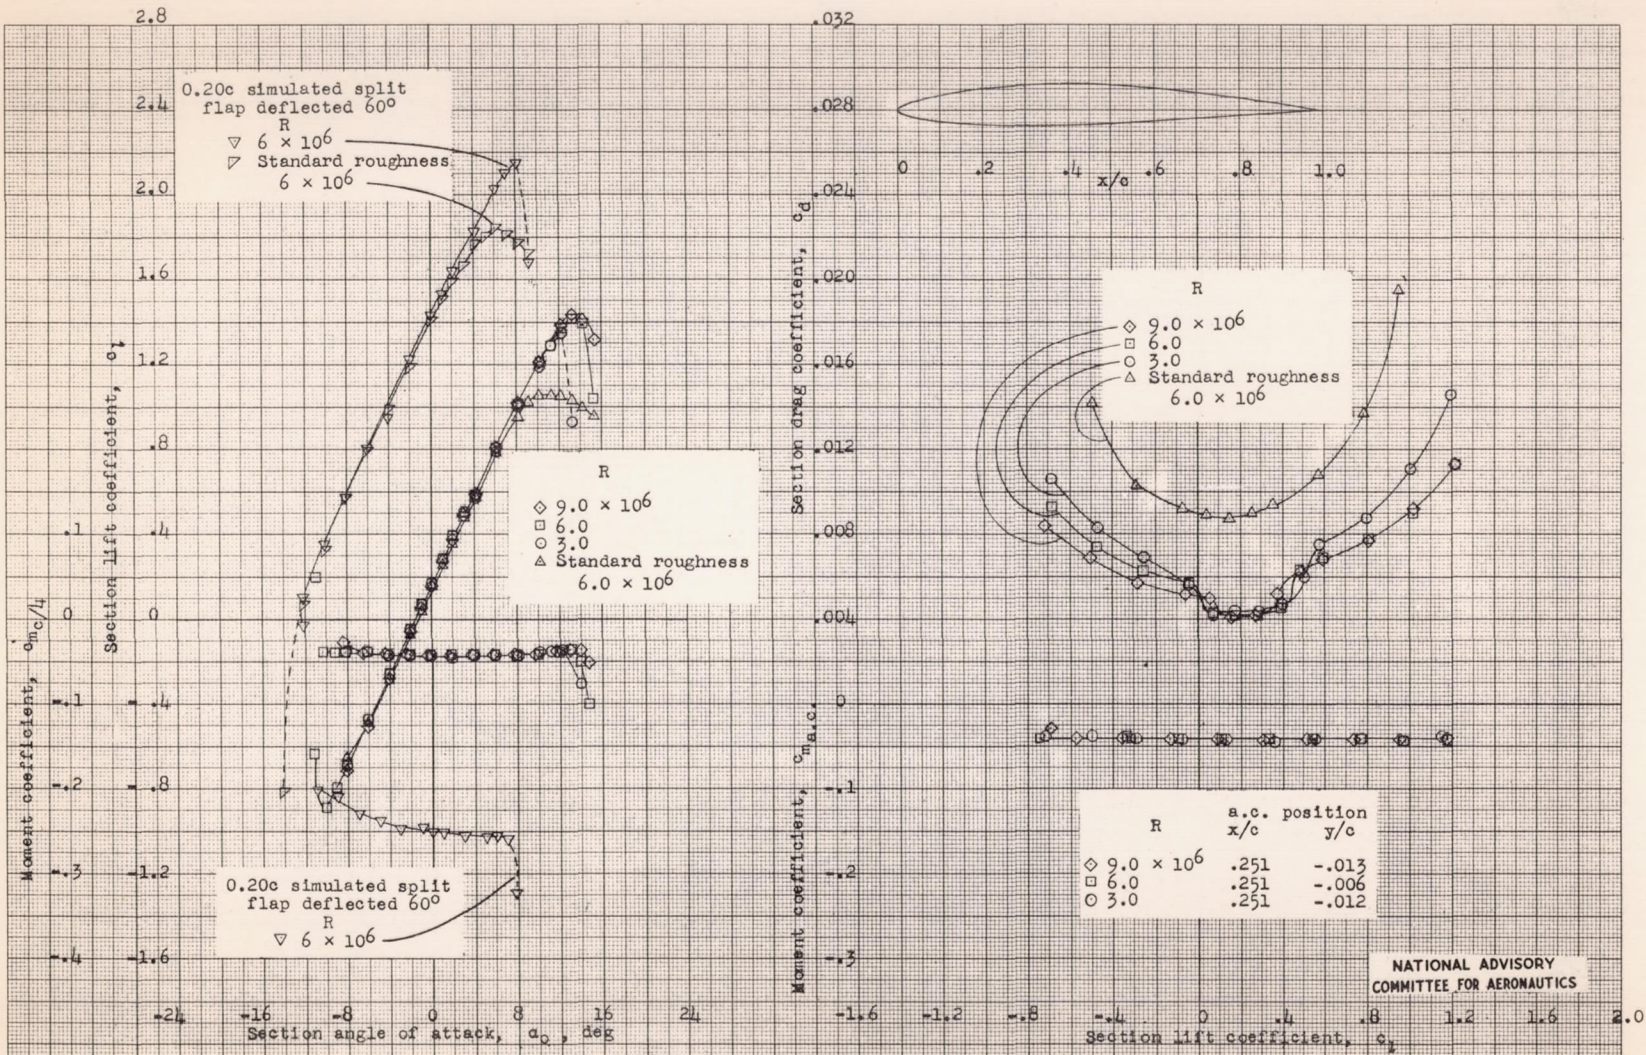 2.8
2.4
2.0
1.6
1.2
.8
.4
0
-.4
-.8
-1.2
-1.6
.1
0
-.1
-.2
-.3
-.4
Section lift coefficient, cl
Moment coefficient, cmc/4
0.20c simulated split
flap deflected 60°
R
▽ 6 × 10⁶
Standard roughness
6 × 10⁶
R
◇ 9.0 × 10⁶
□ 6.0
○ 3.0
△ Standard roughness
6.0 × 10⁶
0.20c simulated split
flap deflected 60°
R
▽ 6 × 10⁶
-24 -16 -8 0 8 16 24
Section angle of attack, α₀, deg
.032
.028
.024
.020
.016
.012
.008
.004
0
-.1
-.2
-.3
Section drag coefficient, cd
Moment coefficient, cma.c.
0 .2 .4 .6 .8 1.0
x/c
R
◇ 9.0 × 10⁶
□ 6.0
○ 3.0
△ Standard roughness
6.0 × 10⁶
a.c. position
R x/c y/c
◇ 9.0 × 10⁶ .251 -.013
□ 6.0 .251 -.006
○ 3.0 .251 -.012
NATIONAL ADVISORY
COMMITTEE FOR AERONAUTICS
-1.6 -1.2 -.8 -.4 0 .4 .8 1.2 1.6 2.0
Section lift coefficient, cl